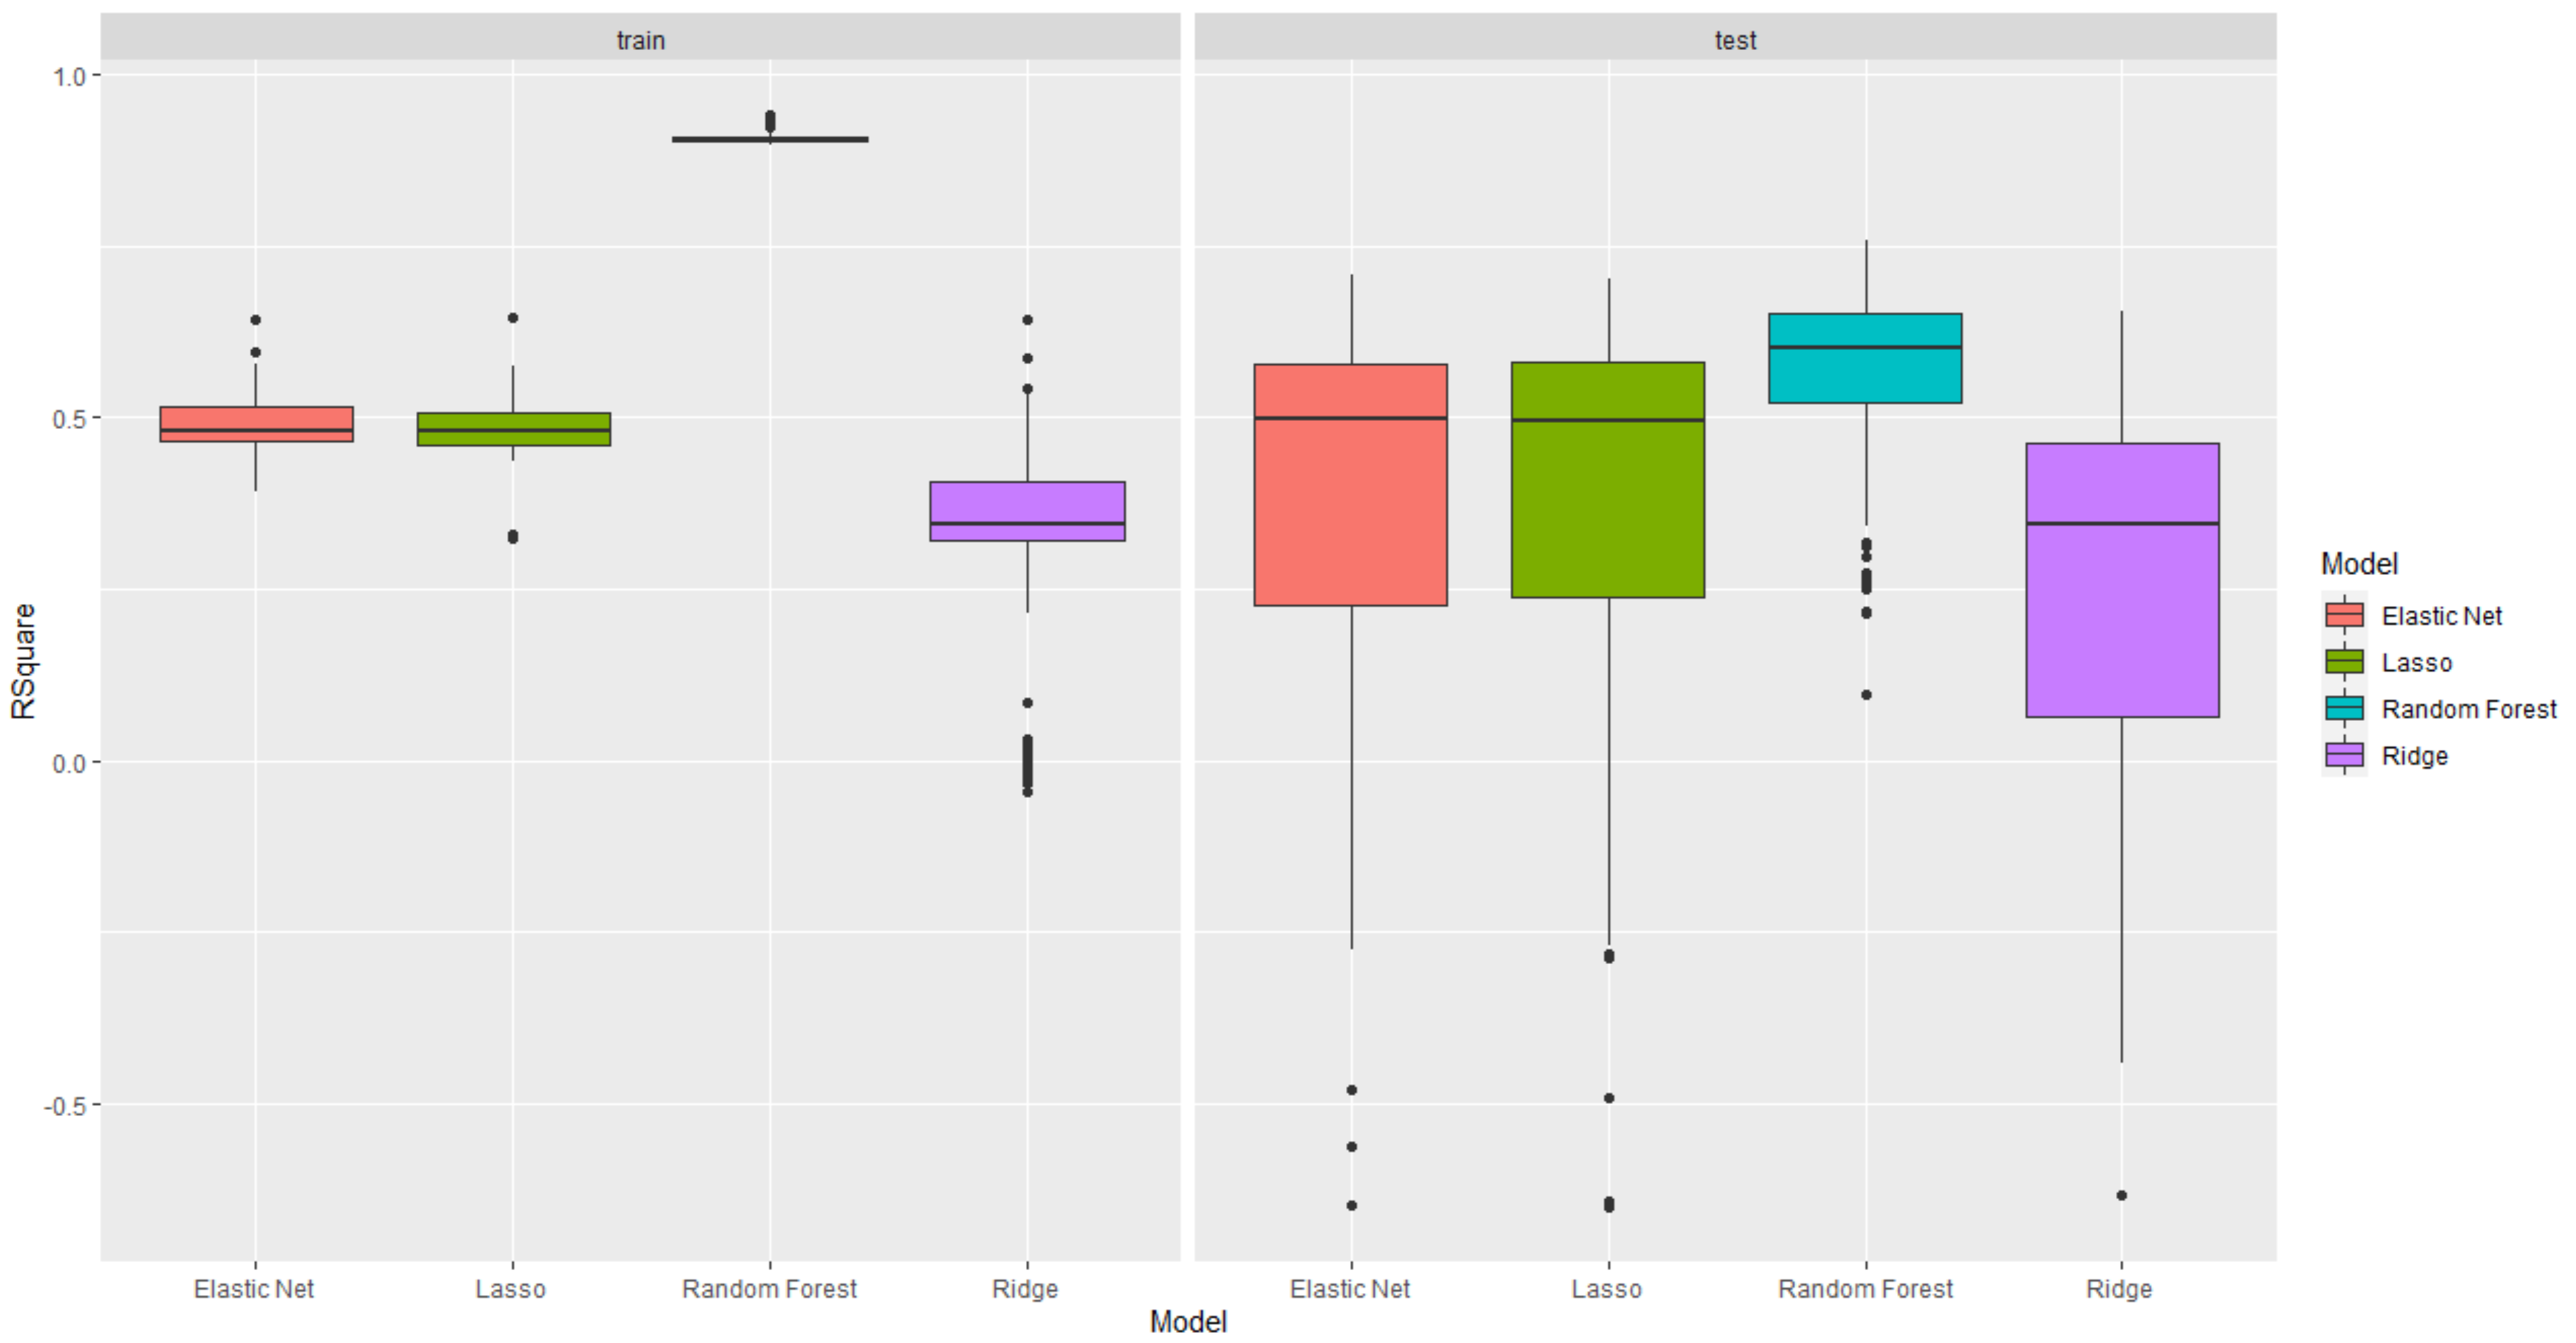 train
test
1.0
0.5
0.0
-0.5
RSquare
Elastic Net
Lasso
Random Forest
Ridge
Elastic Net
Lasso
Random Forest
Ridge
Model
Model
Elastic Net
Lasso
Random Forest
Ridge